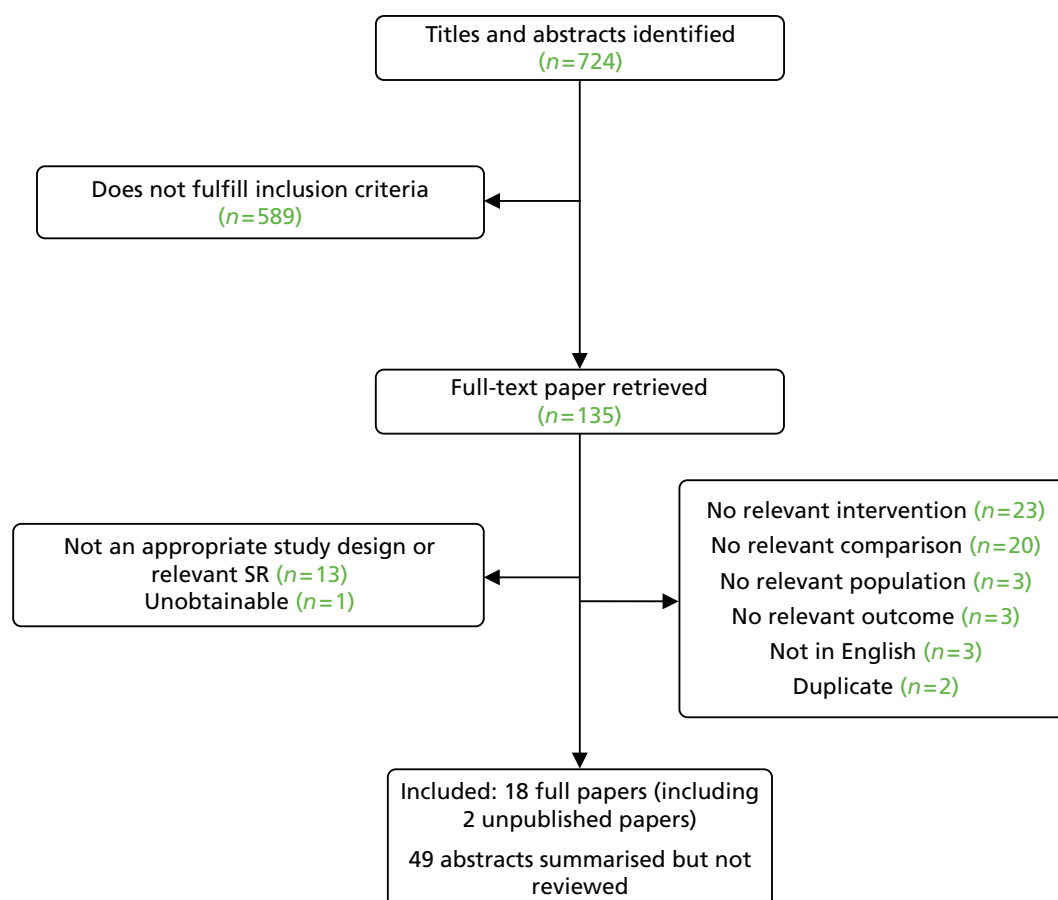 Titles and abstracts identified
(n=724)
Does not fulfill inclusion criteria
(n=589)
Full-text paper retrieved
(n=135)
Not an appropriate study design or
relevant SR (n=13)
Unobtainable (n=1)
No relevant intervention (n=23)
No relevant comparison (n=20)
No relevant population (n=3)
No relevant outcome (n=3)
Not in English (n=3)
Duplicate (n=2)
Included: 18 full papers (including
2 unpublished papers)
49 abstracts summarised but not
reviewed